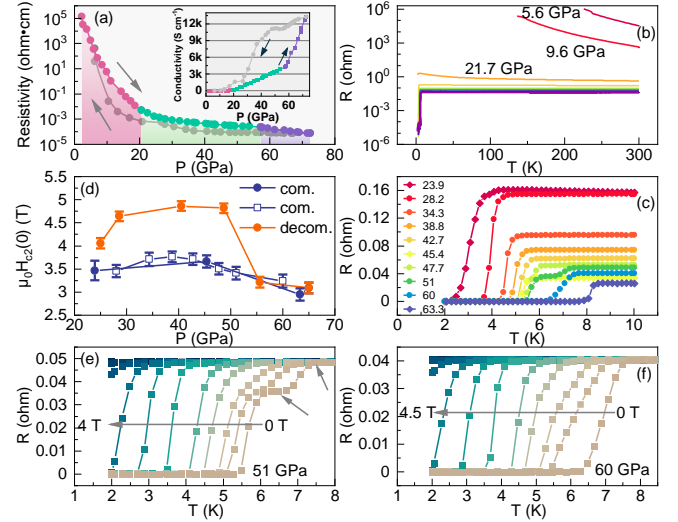 (a)
Resistivity (ohm•cm)
10^5
10^3
10^1
10^-1
10^-3
10^-5
0 20 40 60 80
P (GPa)
Conductivity (S cm^-1)
12k
9k
6k
3k
0
0 20 40 60
P (GPa)
(b)
5.6 GPa
9.6 GPa
21.7 GPa
R (ohm)
10^6
10^4
10^2
10^0
10^-2
10^-4
10^-6
0 100 200 300
T (K)
(d)
com.
com.
decom.
μ0Hc2(0) (T)
5
4.5
4
3.5
3
2.5
20 30 40 50 60 70
P (GPa)
(c)
23.9
28.2
34.3
38.8
42.7
45.4
47.7
51
60
63.3
R (ohm)
0.16
0.12
0.08
0.04
0
0 2 4 6 8 10
T (K)
(e)
4 T
0 T
51 GPa
R (ohm)
0.05
0.04
0.03
0.02
0.01
0
1 2 3 4 5 6 7 8
T (K)
(f)
4.5 T
0 T
60 GPa
R (ohm)
0.04
0.03
0.02
0.01
0
1 2 3 4 5 6 7 8
T (K)